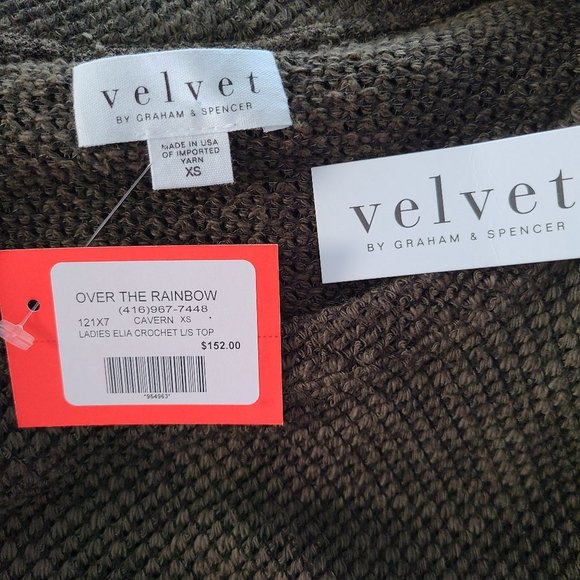 velvet
BY GRAHAM & SPENCER
MADE IN USA
OF IMPORTED
YARN
XS
velvet
BY GRAHAM & SPENCER
OVER THE RAINBOW
(416)967-7448
121X7 CAVERN XS
LADIES ELIA CROCHET L/S TOP
$152.00
*954563*